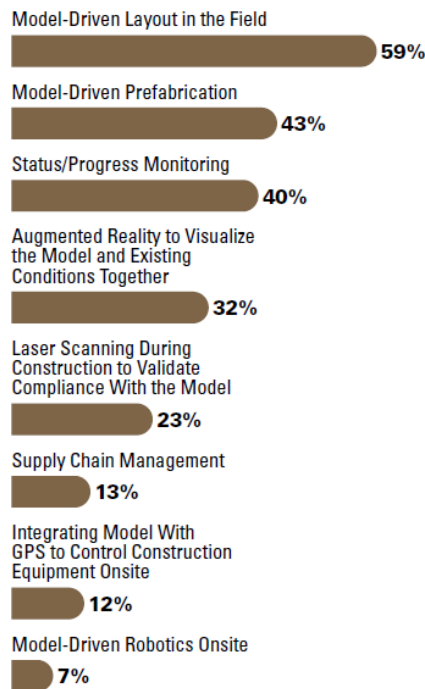 Model-Driven Layout in the Field
59%
Model-Driven Prefabrication
43%
Status/Progress Monitoring
40%
Augmented Reality to Visualize
the Model and Existing
Conditions Together
32%
Laser Scanning During
Construction to Validate
Compliance With the Model
23%
Supply Chain Management
13%
Integrating Model With
GPS to Control Construction
Equipment Onsite
12%
Model-Driven Robotics Onsite
7%